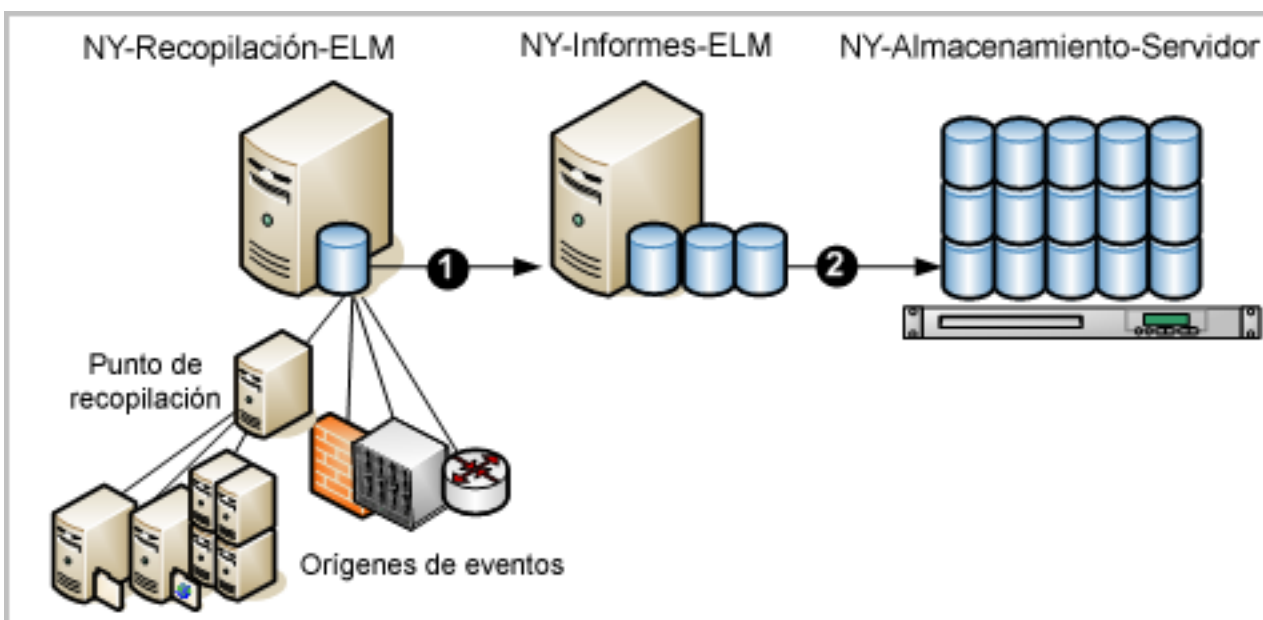 NY-Recopilación-ELM
NY-Informes-ELM
NY-Almacenamiento-Servidor
1
2
Punto de
recopilación
Orígenes de eventos